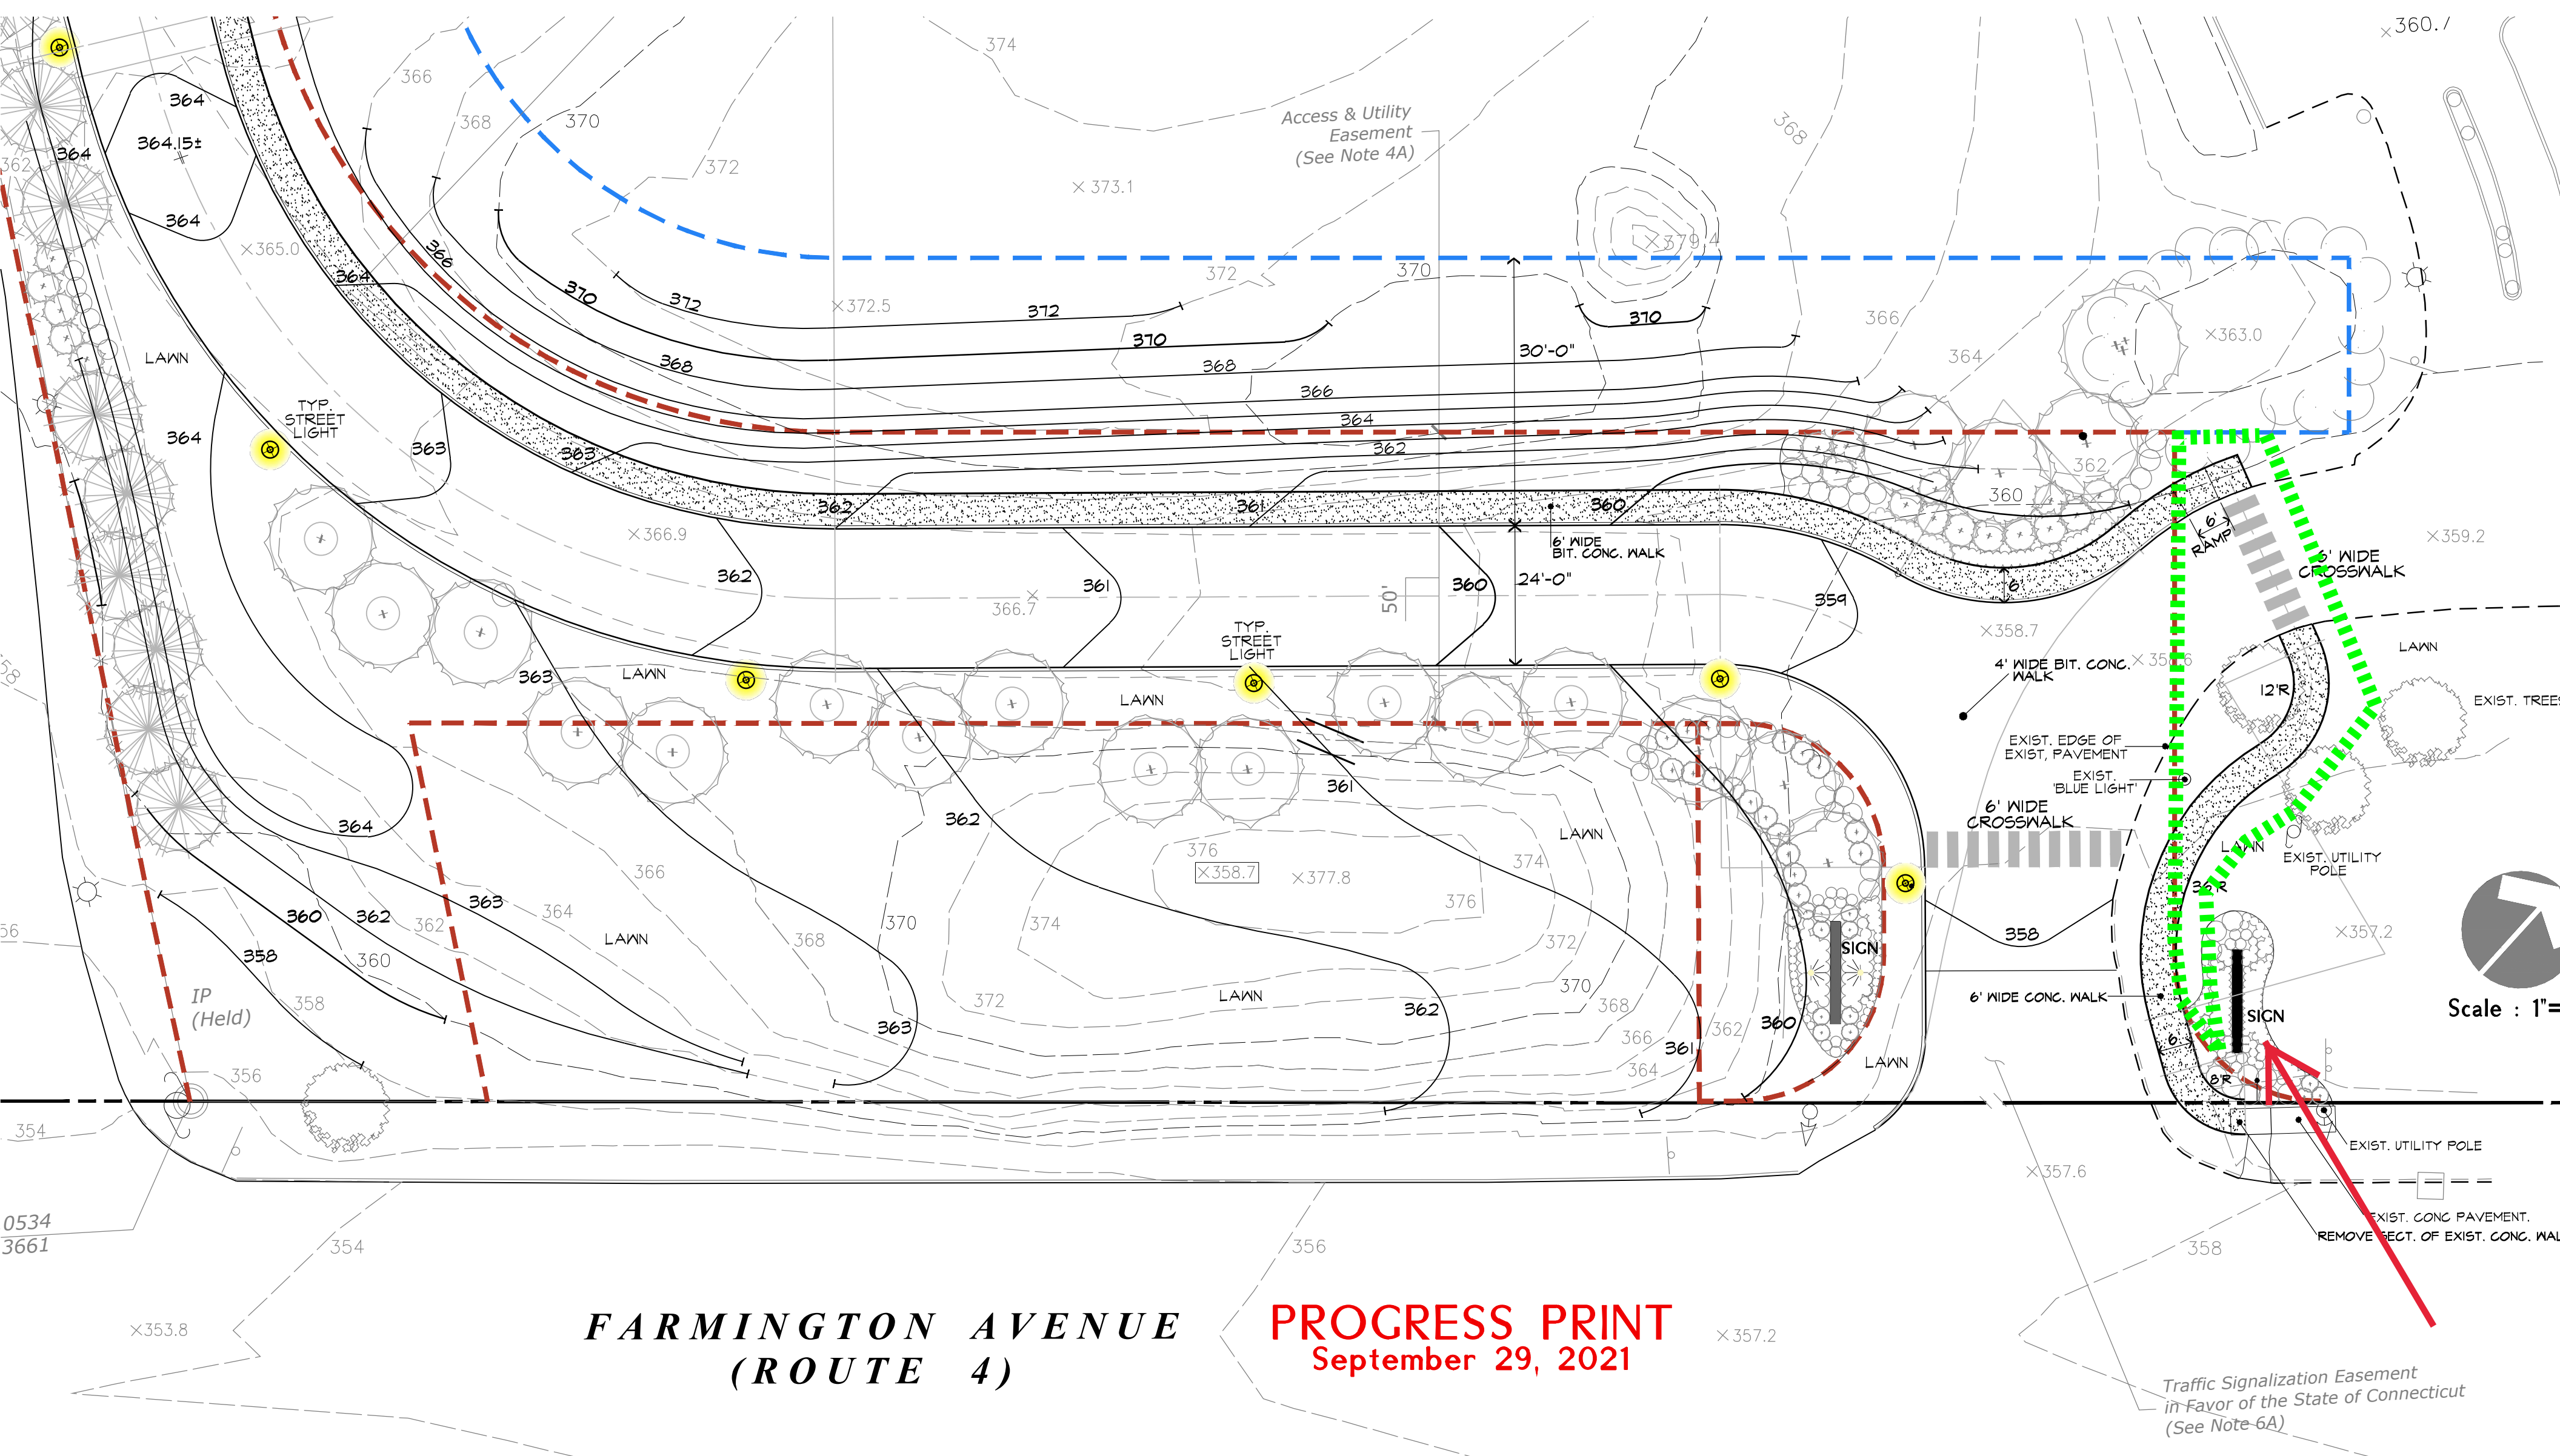 360.7
374
366
364
368
370
Access & Utility
Easement
(See Note 4A)
368
364.15±
364
362
372
373.1
364
365.0
366
379.4
364
370
372
372.5
372
372
370
370
366
363.0
370
30'-0"
364
LAWN
368
368
366
TYP.
STREET
LIGHT
364
364
363
363
362
362
360
359.2
362
361
360
6'
RAMP
366.9
6' WIDE
BIT. CONC. WALK
6' WIDE
CROSSWALK
362
361
360
24'-0"
6'
366.7
50'
359
358.7
TYP.
STREET
LIGHT
LAWN
358
363
LAWN
4' WIDE BIT. CONC.
WALK
12'R
LAWN
EXIST. TREES
EXIST. EDGE OF
EXIST. PAVEMENT
EXIST.
'BLUE LIGHT'
361
6' WIDE
CROSSWALK
364
362
LAWN
LAWN
EXIST. UTILITY
POLE
376
358.7
377.8
374
366
36'R
363
364
360
362
362
374
376
370
368
LAWN
372
357.2
56
358
360
SIGN
358
IP
(Held)
358
372
LAWN
370
368
6' WIDE CONC. WALK
Scale : 1"=
362
363
366
362
360
SIGN
361
364
LAWN
6'
356
8'R
354
EXIST. UTILITY POLE
357.6
0534
3661
354
356
358
EXIST. CONC PAVEMENT.
REMOVE SECT. OF EXIST. CONC. WAL
353.8
FARMINGTON AVENUE
(ROUTE 4)
PROGRESS PRINT
September 29, 2021
357.2
Traffic Signalization Easement
in Favor of the State of Connecticut
(See Note 6A)